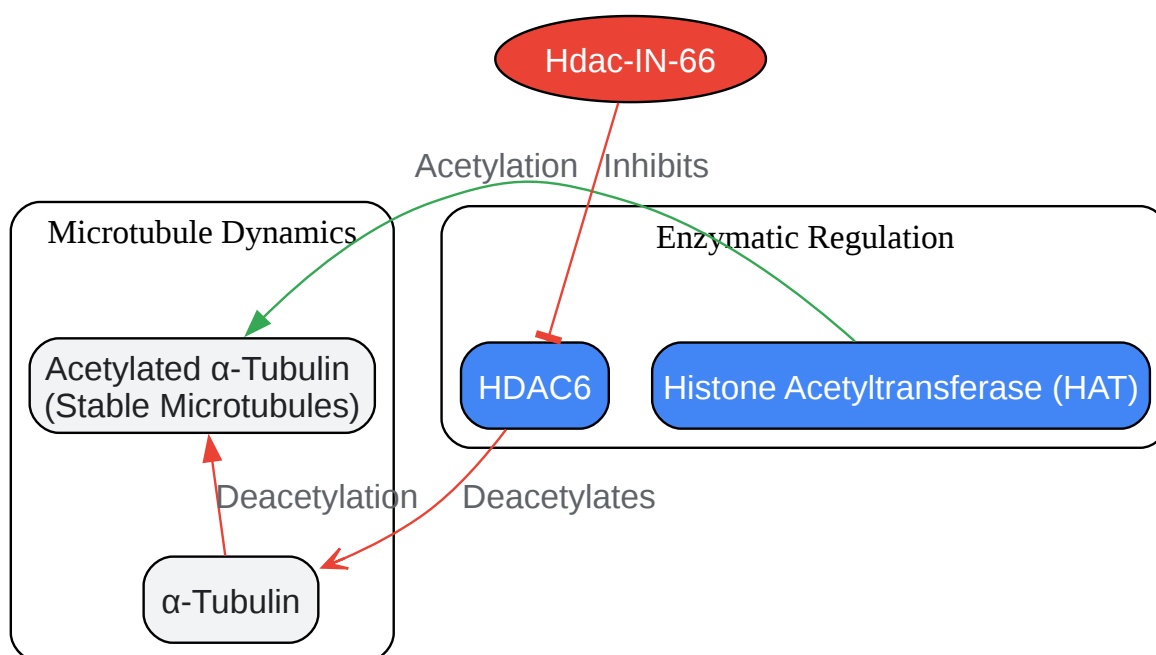 Hdac-IN-66
Acetylation
Inhibits
Microtubule Dynamics
Enzymatic Regulation
Acetylated α-Tubulin
(Stable Microtubules)
HDAC6
Histone Acetyltransferase (HAT)
Deacetylation
Deacetylates
α-Tubulin